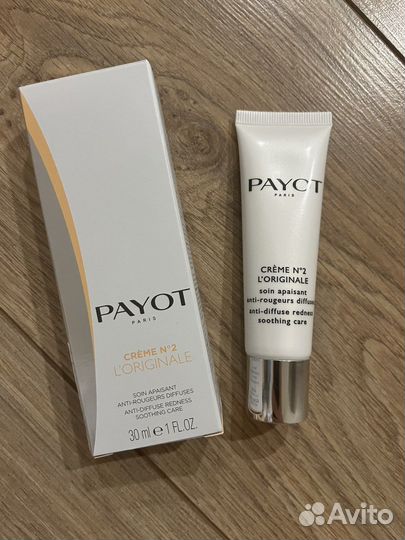 PAYOT
PARIS
CRÈME N°2
L'ORIGINALE
SOIN APAISANT
ANTI-ROUGEURS DIFFUSES
ANTI-DIFFUSE REDNESS
SOOTHING CARE
30 ml e 1 FL.OZ.
PAYOT
PARIS
CRÈME N°2
L'ORIGINALE
soin apaisant
anti-rougeurs diffuses
anti-diffuse redness
soothing care
Avito